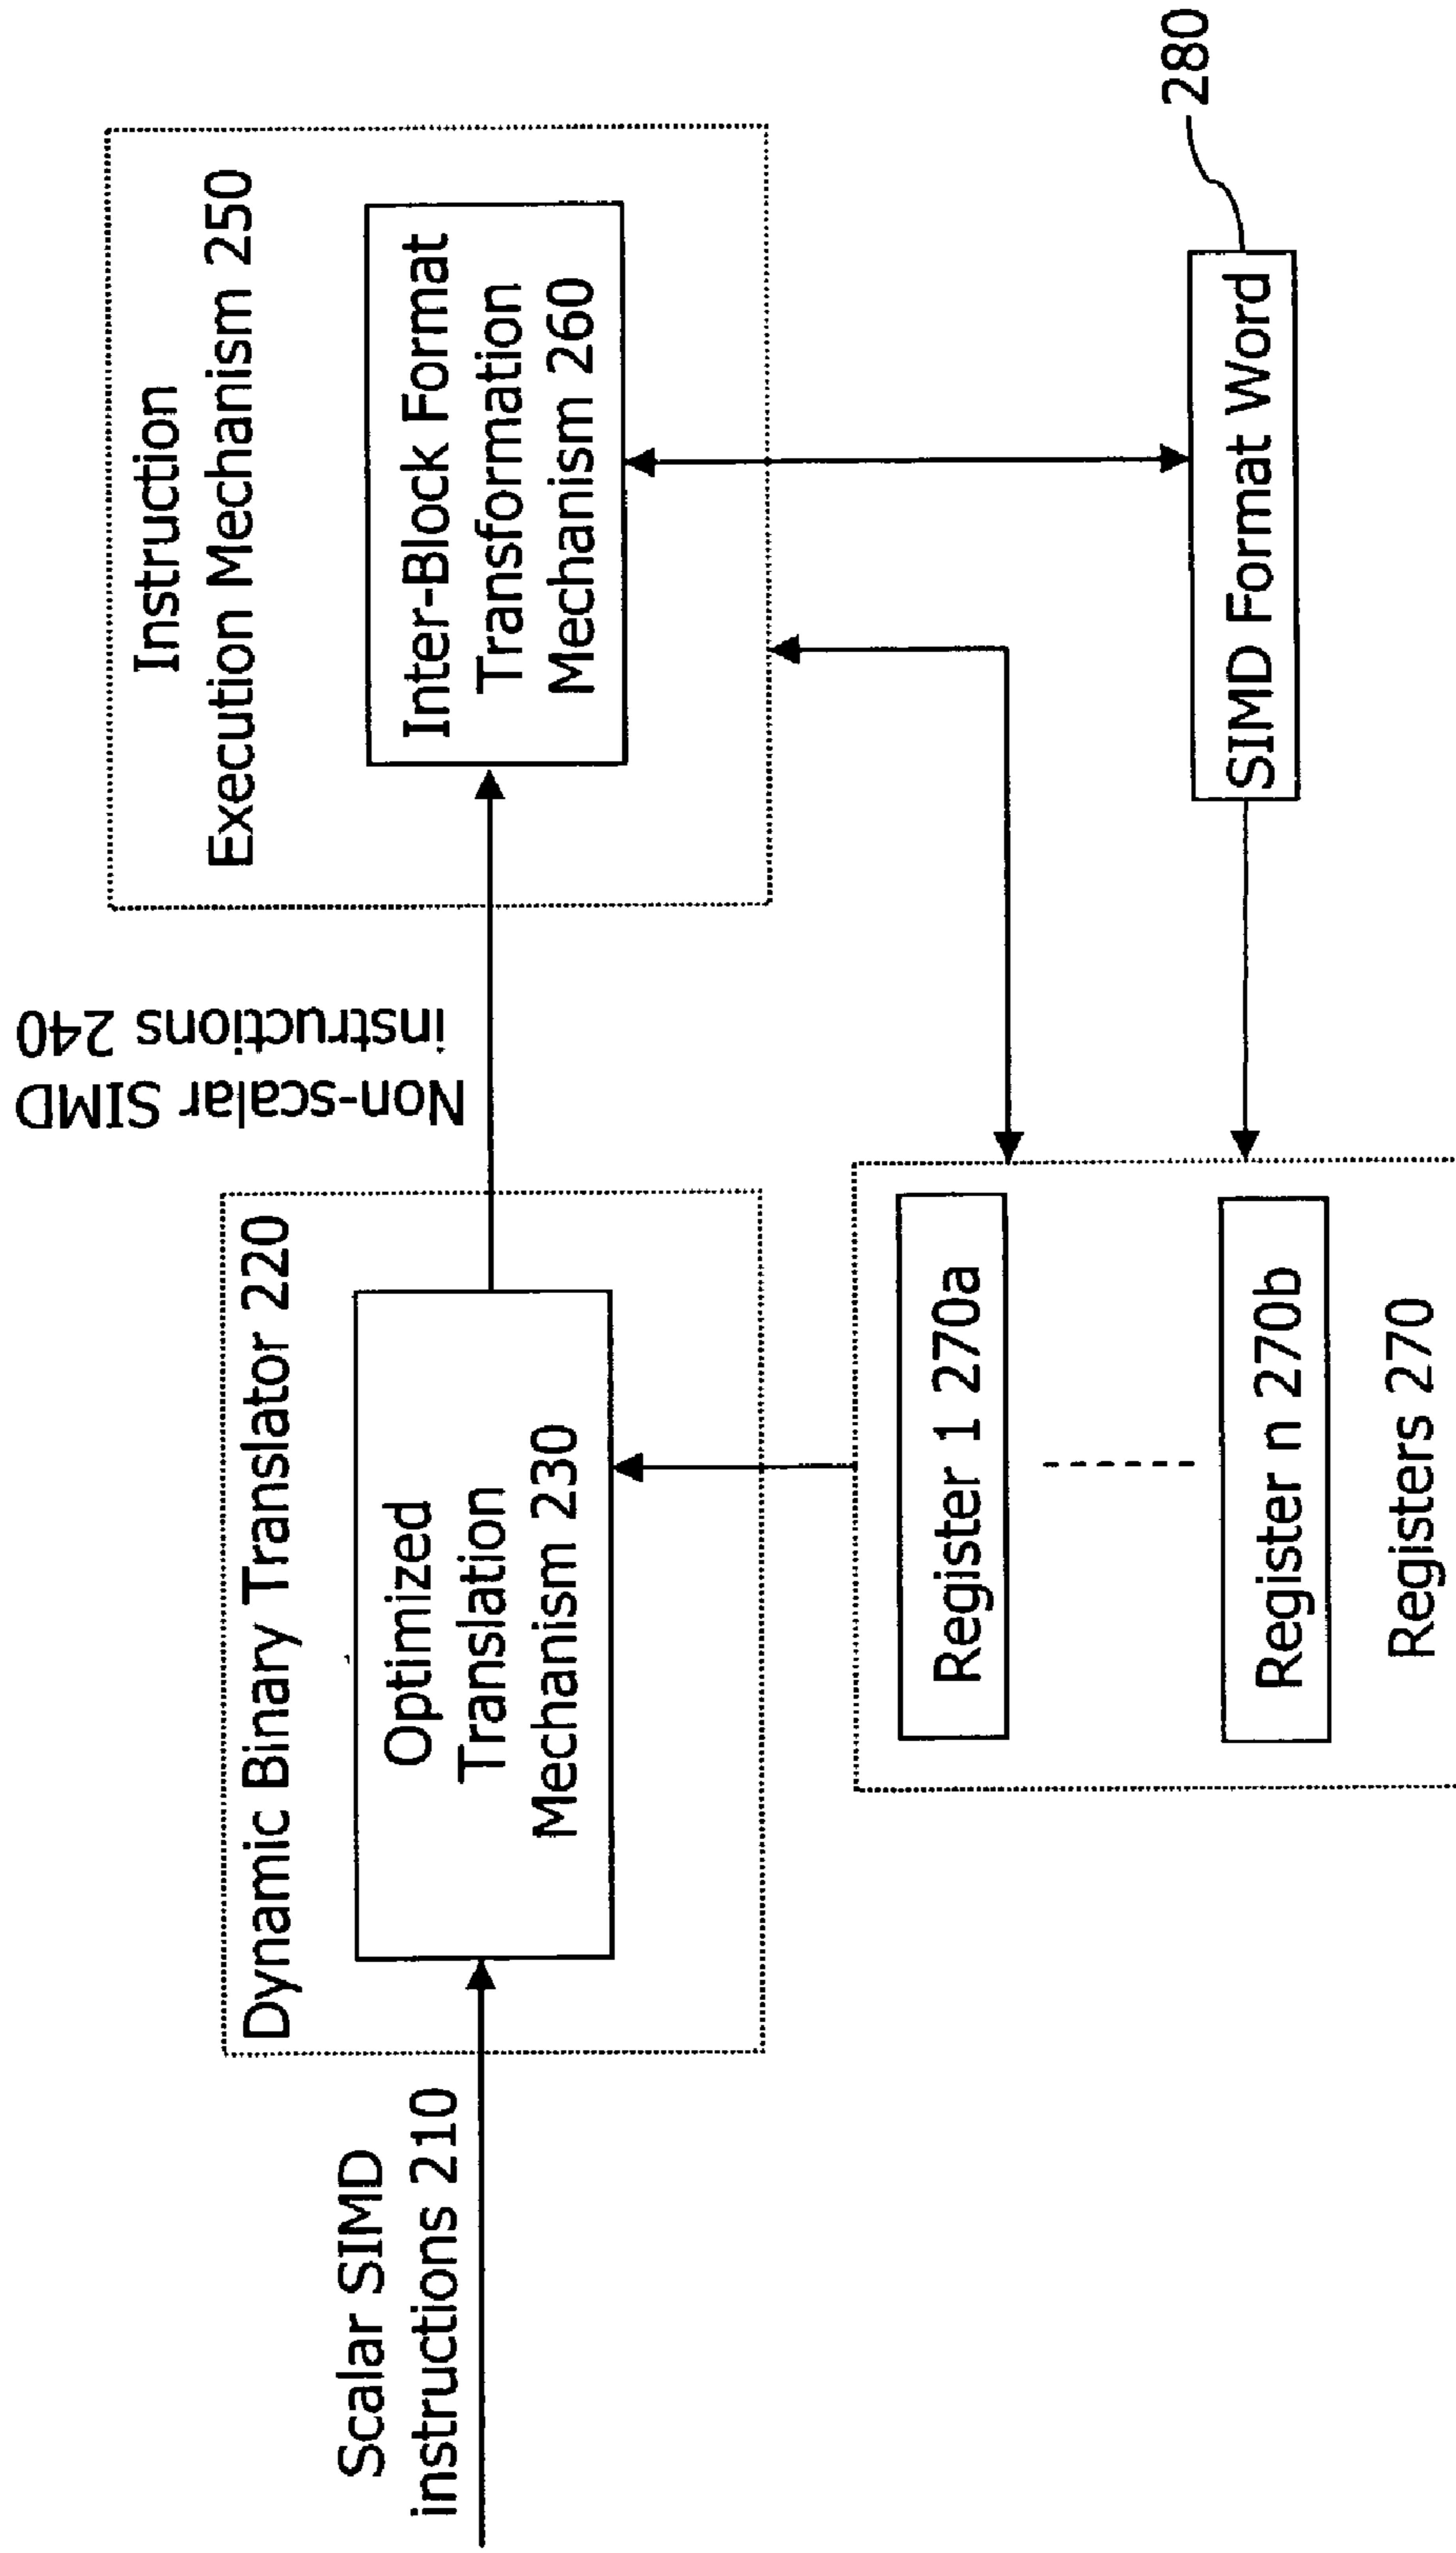 Scalar SIMD
instructions 210
Dynamic Binary Translator 220
Optimized
Translation
Mechanism 230
Non-scalar SIMD
instructions 240
Instruction
Execution Mechanism 250
Inter-Block Format
Transformation
Mechanism 260
Register 1 270a
Register n 270b
Registers 270
SIMD Format Word
280